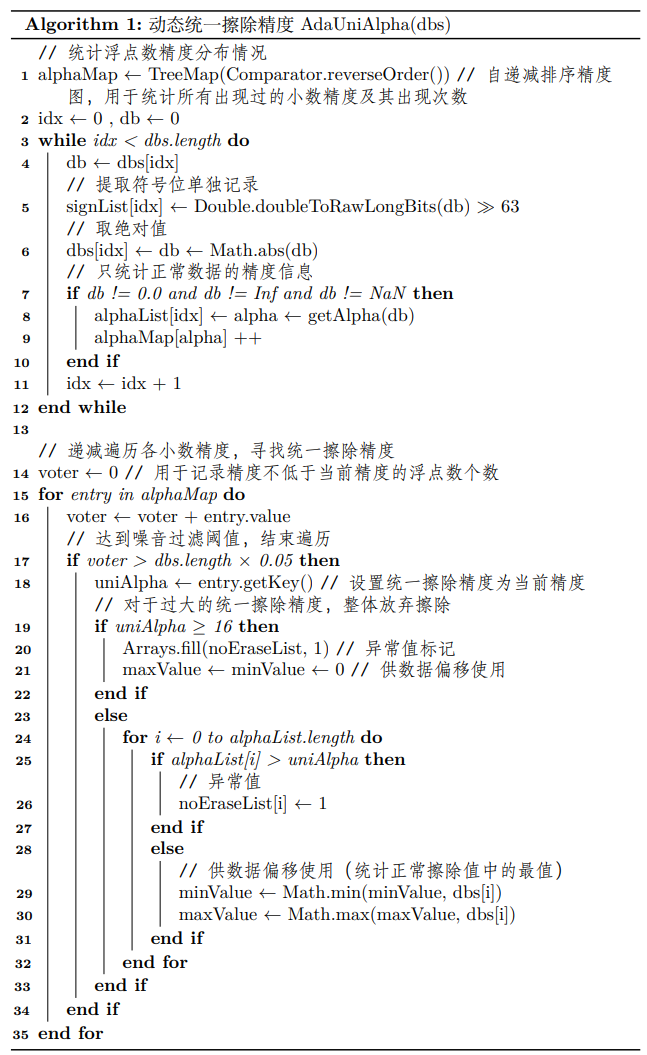 Algorithm 1: 动态统一擦除精度 AdaUniAlpha(dbs)
// 统计浮点数精度分布情况
1 alphaMap ← TreeMap(Comparator.reverseOrder()) // 自递减排序精度
图，用于统计所有出现过的小数精度及其出现次数
2 idx ← 0 , db ← 0
3 while idx < dbs.length do
4 db ← dbs[idx]
// 提取符号位单独记录
5 signList[idx] ← Double.doubleToRawLongBits(db) ≫ 63
// 取绝对值
6 dbs[idx] ← db ← Math.abs(db)
// 只统计正常数据的精度信息
7 if db != 0.0 and db != Inf and db != NaN then
8 alphaList[idx] ← alpha ← getAlpha(db)
9 alphaMap[alpha] ++
10 end if
11 idx ← idx + 1
12 end while
13
// 递减遍历各小数精度，寻找统一擦除精度
14 voter ← 0 // 用于记录精度不低于当前精度的浮点数个数
15 for entry in alphaMap do
16 voter ← voter + entry.value
// 达到噪音过滤阈值，结束遍历
17 if voter > dbs.length × 0.05 then
18 uniAlpha ← entry.getKey() // 设置统一擦除精度为当前精度
// 对于过大的统一擦除精度，整体放弃擦除
19 if uniAlpha ≥ 16 then
20 Arrays.fill(noEraseList, 1) // 异常值标记
21 maxValue ← minValue ← 0 // 供数据偏移使用
22 end if
23 else
24 for i ← 0 to alphaList.length do
25 if alphaList[i] > uniAlpha then
// 异常值
26 noEraseList[i] ← 1
27 end if
28 else
// 供数据偏移使用（统计正常擦除值中的最值）
29 minValue ← Math.min(minValue, dbs[i])
30 maxValue ← Math.max(maxValue, dbs[i])
31 end if
32 end for
33 end if
34 end if
35 end for